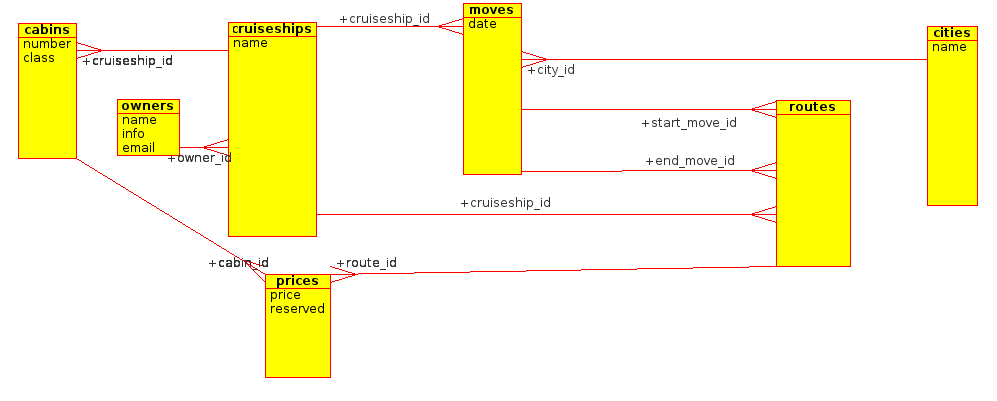 cabins
number
class
+cruiseship_id
cruiseships
name
+cruiseship_id
moves
date
+city_id
cities
name
owners
name
info
email
+owner_id
routes
+start_move_id
+end_move_id
+cruiseship_id
+cabin_id
+route_id
prices
price
reserved